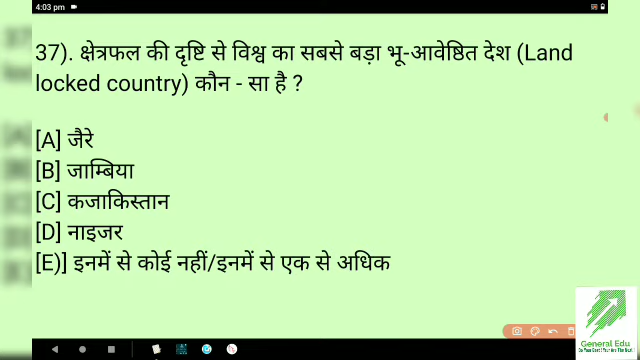 4:03 pm
37). क्षेत्रफल की दृष्टि से विश्व का सबसे बड़ा भू-आवेष्ठित देश (Land
locked country) कौन - सा है ?
[A] जैरे
[B] जाम्बिया
[C] कजाकिस्तान
[D] नाइजर
[E)] इनमें से कोई नहीं/इनमें से एक से अधिक
General Edu